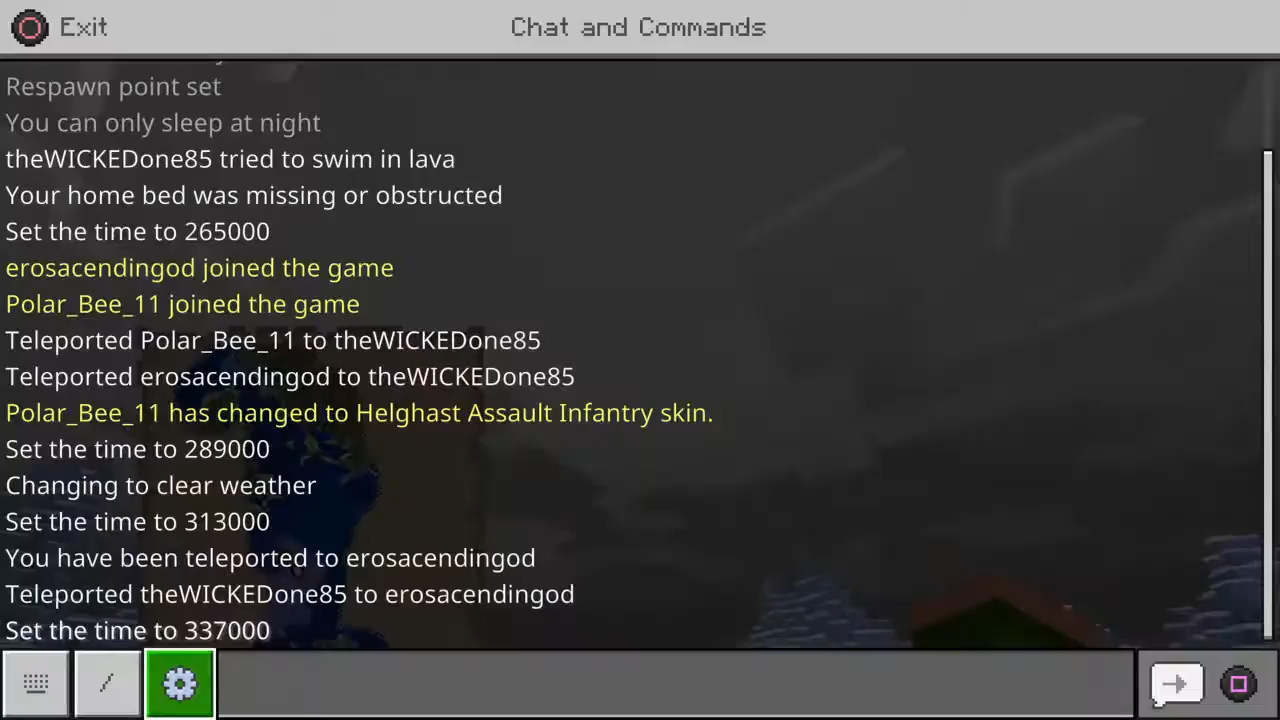 Exit
Chat and Commands
Respawn point set
You can only sleep at night
theWICKEDone85 tried to swim in lava
Your home bed was missing or obstructed
Set the time to 265000
erosacendingod joined the game
Polar_Bee_11 joined the game
Teleported Polar_Bee_11 to theWICKEDone85
Teleported erosacendingod to theWICKEDone85
Polar_Bee_11 has changed to Helghast Assault Infantry skin.
Set the time to 289000
Changing to clear weather
Set the time to 313000
You have been teleported to erosacendingod
Teleported theWICKEDone85 to erosacendingod
Set the time to 337000
/